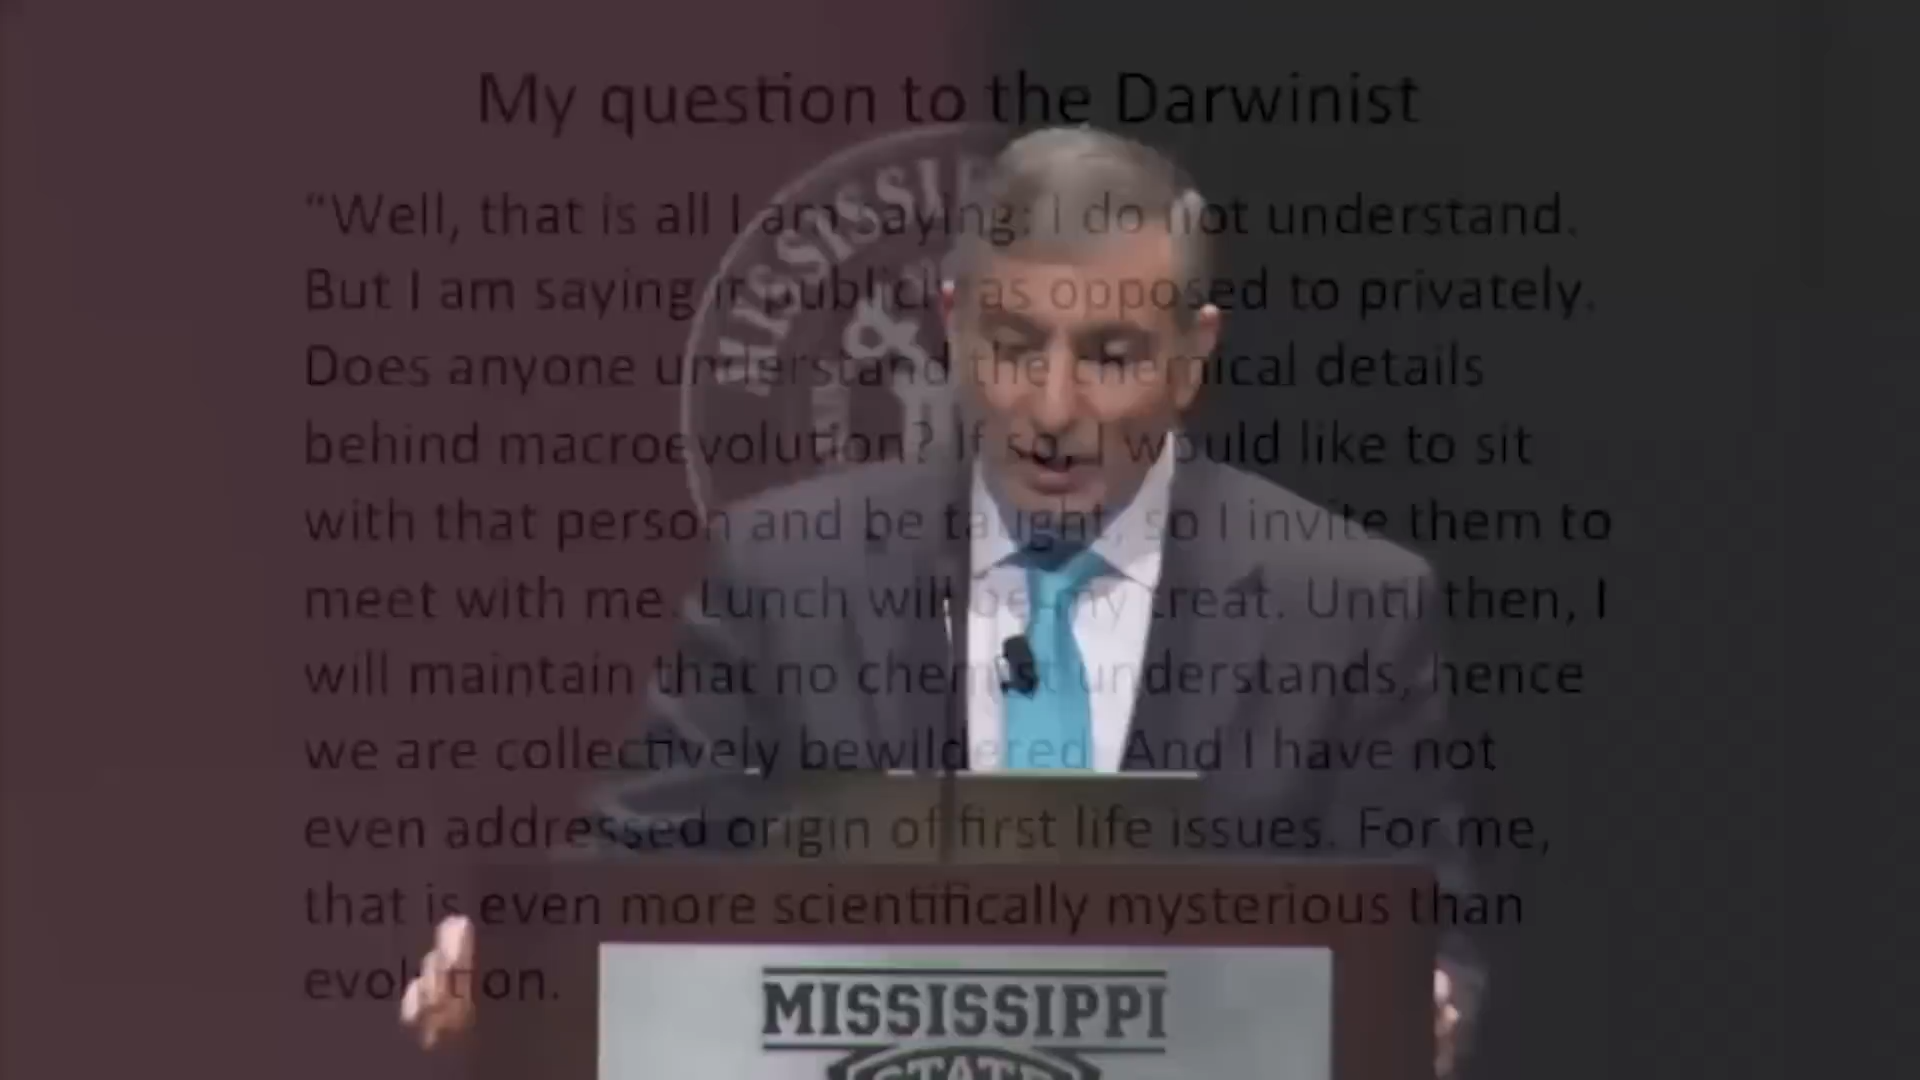 My question to the Darwinist
“Well, that is all I am saying: I do not understand.
But I am saying it publicly as opposed to privately.
Does anyone understand the chemical details
behind macroevolution? If so, I would like to sit
with that person and be taught, so I invite them to
meet with me. Lunch will be my treat. Until then, I
will maintain that no chemist understands, hence
we are collectively bewildered. And I have not
even addressed origin of first life issues. For me,
that is even more scientifically mysterious than
evolution.
MISSISSIPPI
STATE